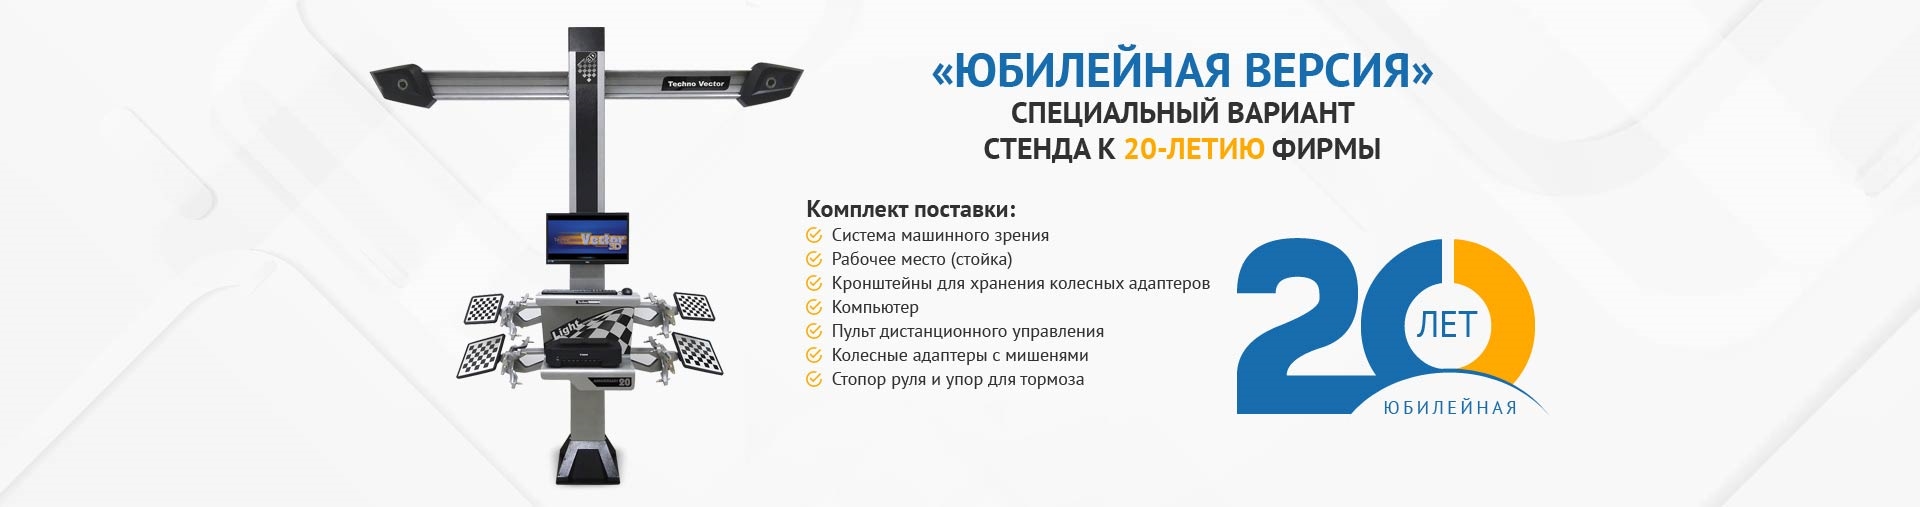 «ЮБИЛЕЙНАЯ ВЕРСИЯ»
СПЕЦИАЛЬНЫЙ ВАРИАНТ
СТЕНДА К 20-ЛЕТИЮ ФИРМЫ
Techno Vector
Комплект поставки:
Система машинного зрения
Рабочее место (стойка)
Кронштейны для хранения колесных адаптеров
Компьютер
Пульт дистанционного управления
Колесные адаптеры с мишенями
Стопор руля и упор для тормоза
Vector
3D
Light
ANNIVERSARY 20
20
ЛЕТ
ЮБИЛЕЙНАЯ